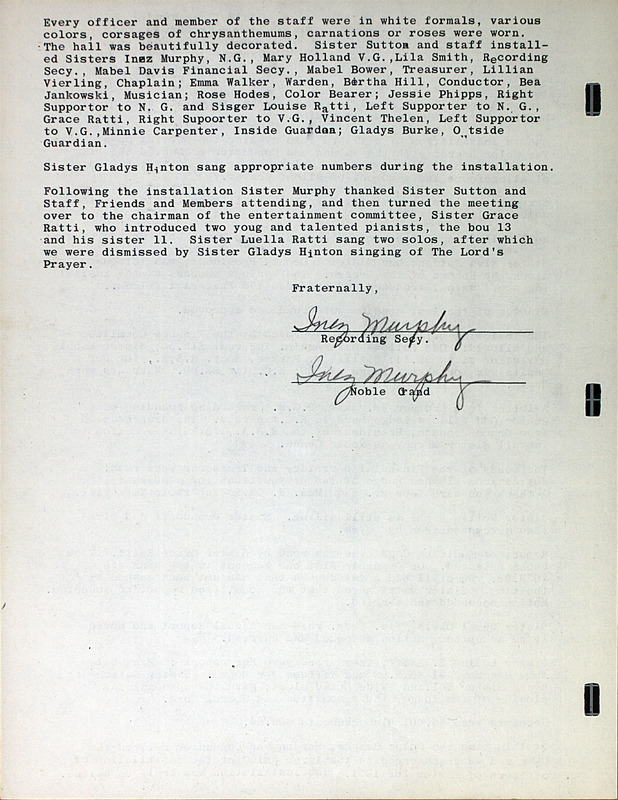 Every officer and member of the staff were in white formals, various
colors, corsages of chrysanthemums, carnations or roses were worn.
The hall was beautifully decorated. Sister Sutton and staff install-
ed Sisters Inez Murphy, N.G., Mary Holland V.G.,Lila Smith, Recording
Secy., Mabel Davis Financial Secy., Mabel Bower, Treasurer, Lillian
Vierling, Chaplain; Emma Walker, Warden, Bertha Hill, Conductor, Bea
Jankowski, Musician; Rose Hodes, Color Bearer; Jessie Phipps, Right
Supportor to N. G. and Sisger Louise Ratti, Left Supporter to N. G.,
Grace Ratti, Right Supoorter to V.G., Vincent Thelen, Left Supportor
to V.G.,Minnie Carpenter, Inside Guardan; Gladys Burke, Outside
Guardian.
Sister Gladys Hinton sang appropriate numbers during the installation.
Following the installation Sister Murphy thanked Sister Sutton and
Staff, Friends and Members attending, and then turned the meeting
over to the chairman of the entertainment committee, Sister Grace
Ratti, who introduced two youg and talented pianists, the bou 13
and his sister 11. Sister Luella Ratti sang two solos, after which
we were dismissed by Sister Gladys Hinton singing of The Lord's
Prayer.
Fraternally,
Inez Murphy
Recording Secy.
Inez Murphy
Noble Grand